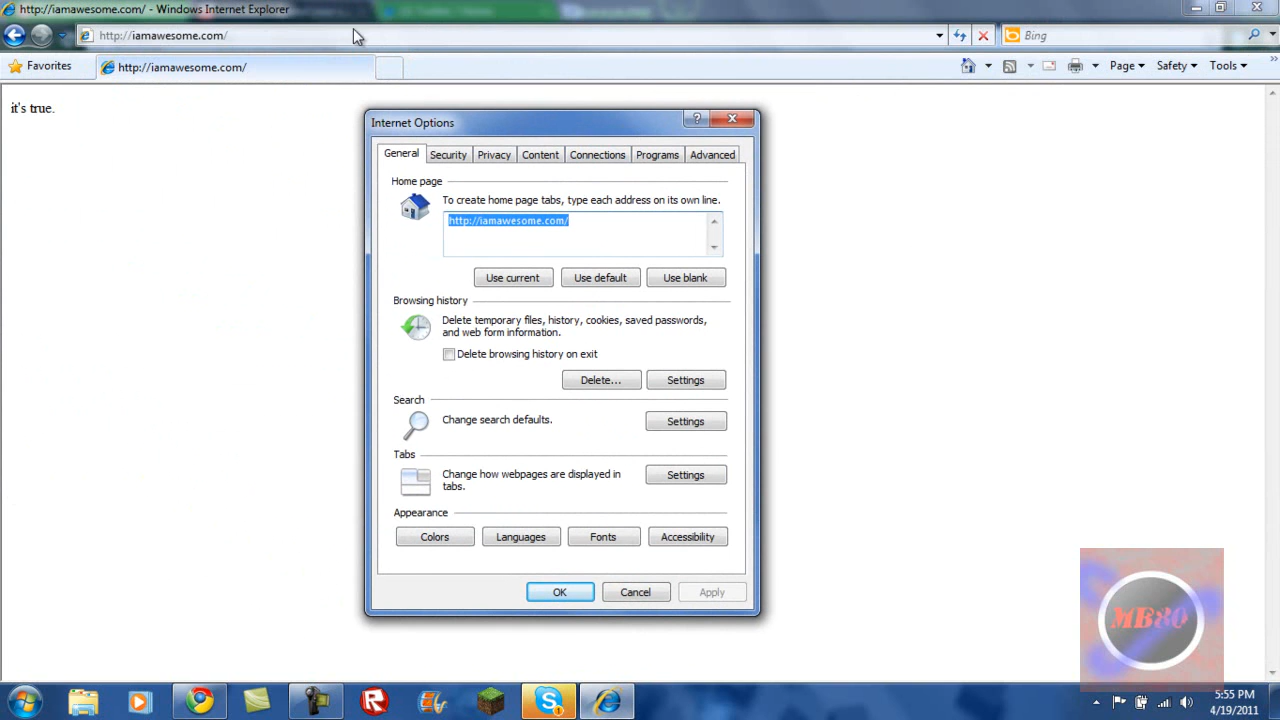 http://iamawesome.com/ - Windows Internet Explorer
http://iamawesome.com/
Bing
Favorites
http://iamawesome.com/
Page
Safety
Tools
it's true.
Internet Options
General Security Privacy Content Connections Programs Advanced
Home page
To create home page tabs, type each address on its own line.
http://iamawesome.com/
Use current Use default Use blank
Browsing history
Delete temporary files, history, cookies, saved passwords,
and web form information.
Delete browsing history on exit
Delete... Settings
Search
Change search defaults.
Settings
Tabs
Change how webpages are displayed in
tabs.
Settings
Appearance
Colors Languages Fonts Accessibility
OK Cancel Apply
MB80
5:55 PM
4/19/2011